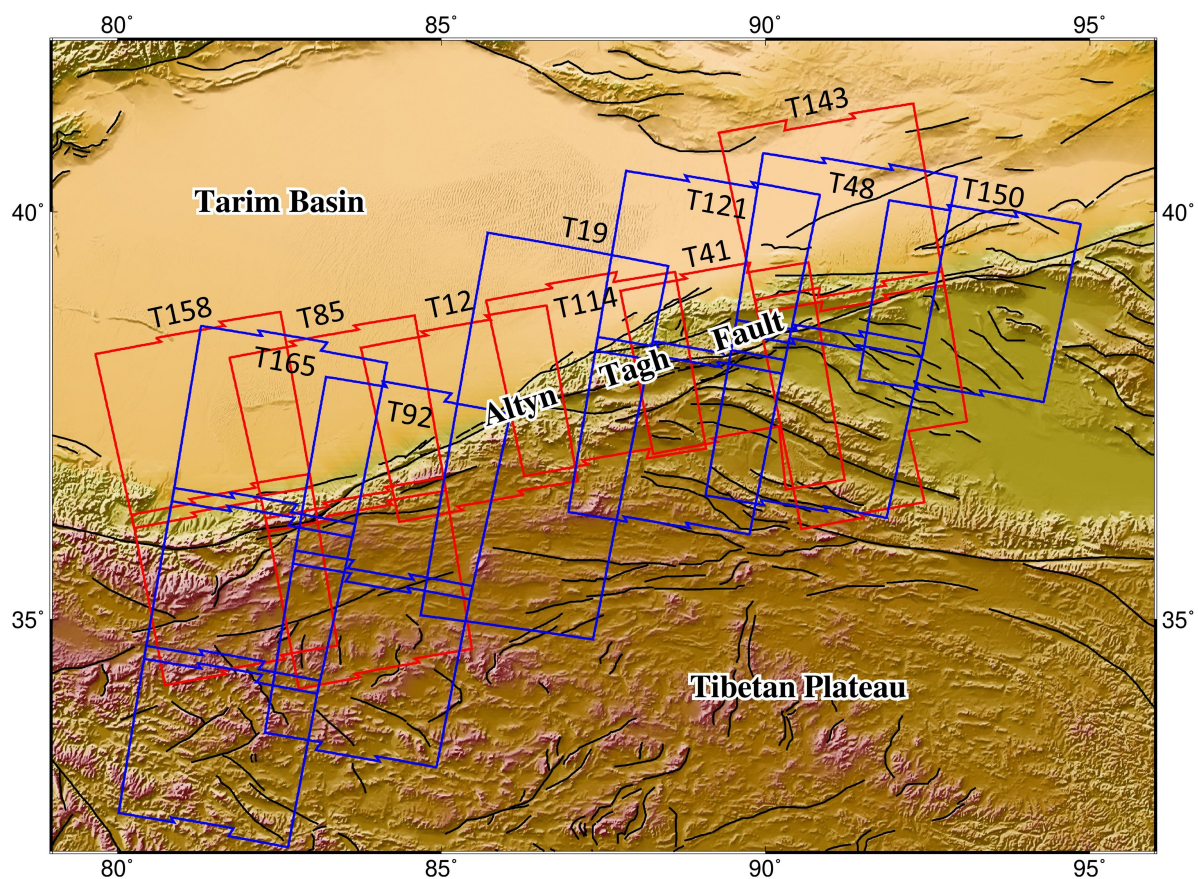 80° 85° 90° 95°
T143
T48
T150
40° Tarim Basin T121 40°
T19
T41
T158 T85 T12 T114
T165
Altyn Tagh Fault
T92
35° 35°
Tibetan Plateau
80° 85° 90° 95°